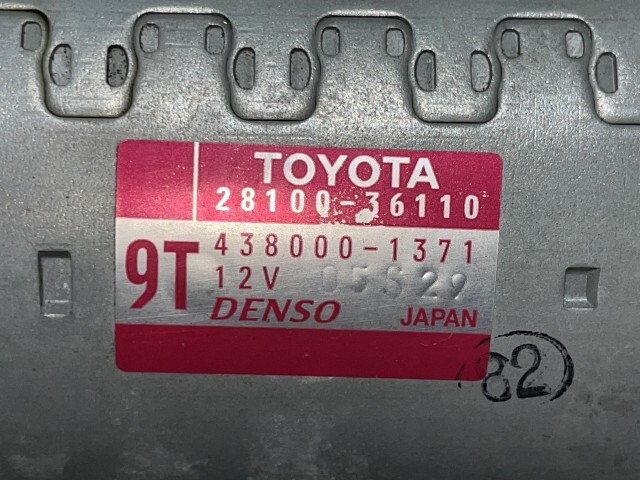 TOYOTA
28100-36110
9T
438000-1371
12V 05S29
DENSO JAPAN
82